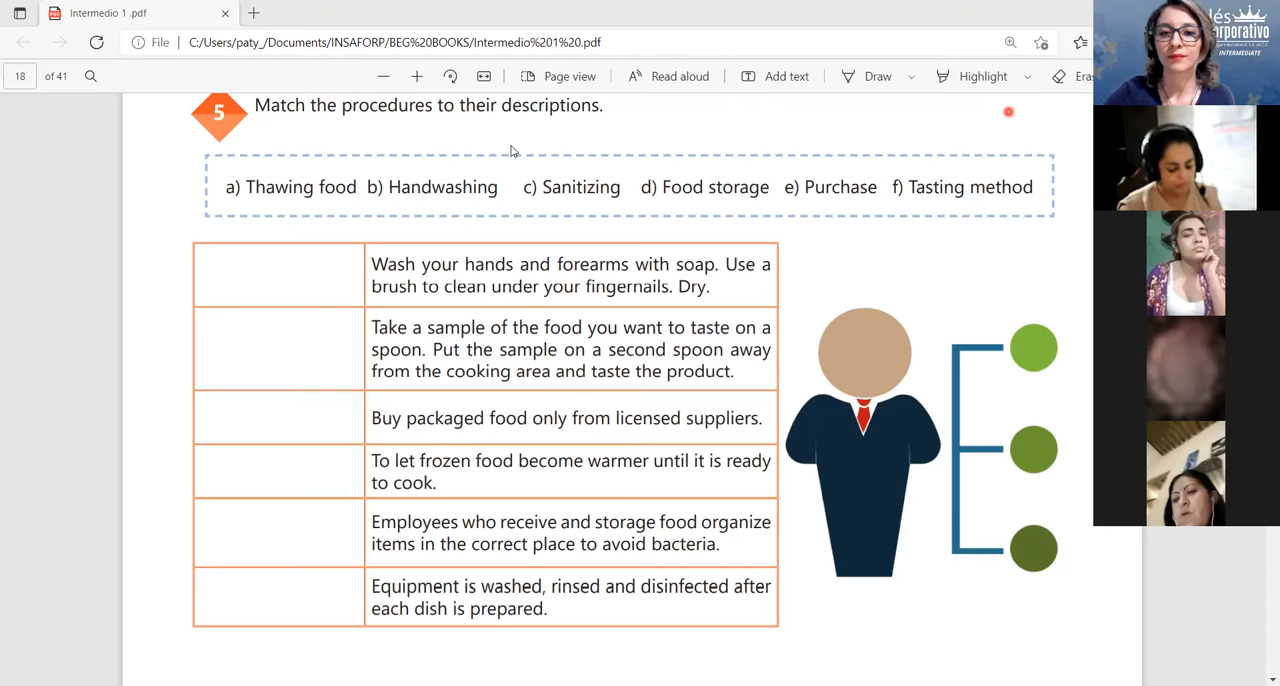 Intermedio 1 .pdf
File C:/Users/paty_/Documents/INSAFORP/BEG%20BOOKS/Intermedio%201%20.pdf
18 of 41 Page view Read aloud Add text Draw Highlight Eras
5 Match the procedures to their descriptions.
a) Thawing food b) Handwashing c) Sanitizing d) Food storage e) Purchase f) Tasting method
Wash your hands and forearms with soap. Use a
brush to clean under your fingernails. Dry.
Take a sample of the food you want to taste on a
spoon. Put the sample on a second spoon away
from the cooking area and taste the product.
Buy packaged food only from licensed suppliers.
To let frozen food become warmer until it is ready
to cook.
Employees who receive and storage food organize
items in the correct place to avoid bacteria.
Equipment is washed, rinsed and disinfected after
each dish is prepared.
lés
rporativo
INTERMEDIATE